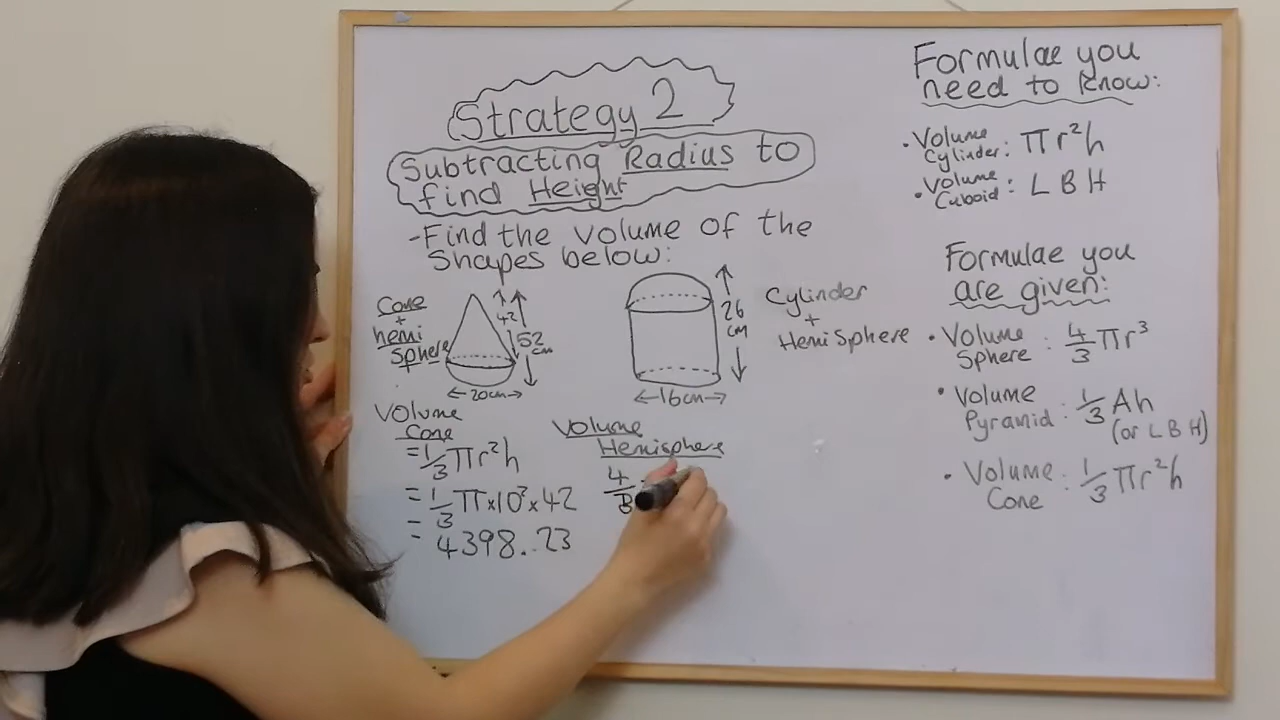 Strategy 2
Subtracting Radius to
find Height
-Find the volume of the
Shapes below:
Cone
+
hemi
sphere
42
52
cm
20cm
26
cm
16cm
Cylinder
+
HemiSphere
Volume
Cone
=1/3 πr²h
=1/3 π×10²×42
=
= 4398..23
Volume
Hemisphere
4/3
Formulae you
need to know:
• Volume Cylinder: πr²h
• Volume Cuboid: L B H
Formulae you
are given:
• Volume Sphere: 4/3 πr³
• Volume Pyramid: 1/3 Ah
(or L B H)
• Volume Cone: 1/3 πr²h